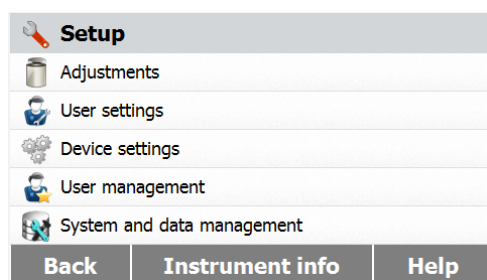 Setup
Adjustments
User settings
Device settings
User management
System and data management
Back Instrument info Help